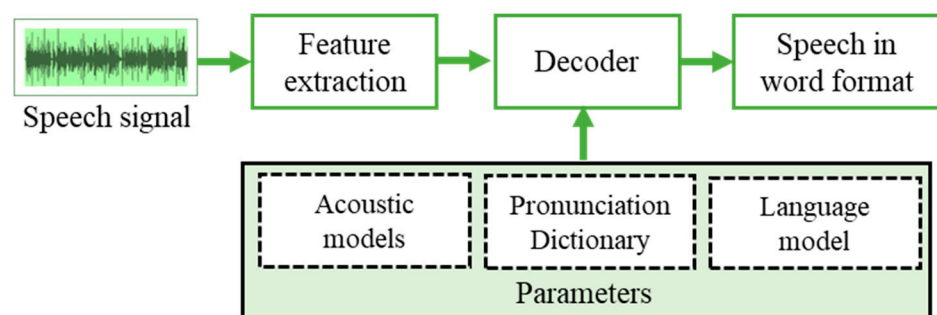 Speech signal
Feature
extraction
Decoder
Speech in
word format
Acoustic
models
Pronunciation
Dictionary
Language
model
Parameters